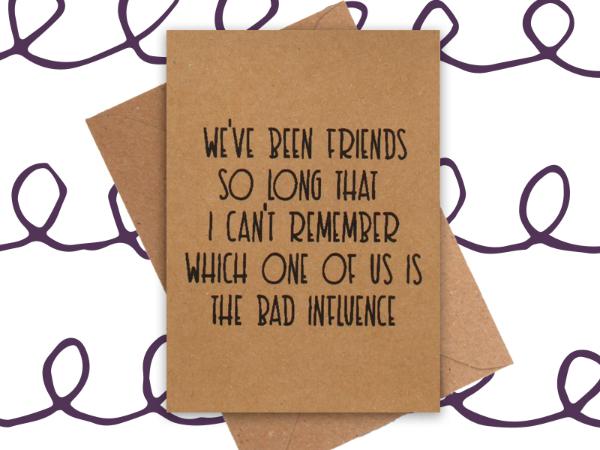 WE'VE BEEN FRIENDS
SO LONG THAT
I CAN'T REMEMBER
WHICH ONE OF US IS
THE BAD INFLUENCE